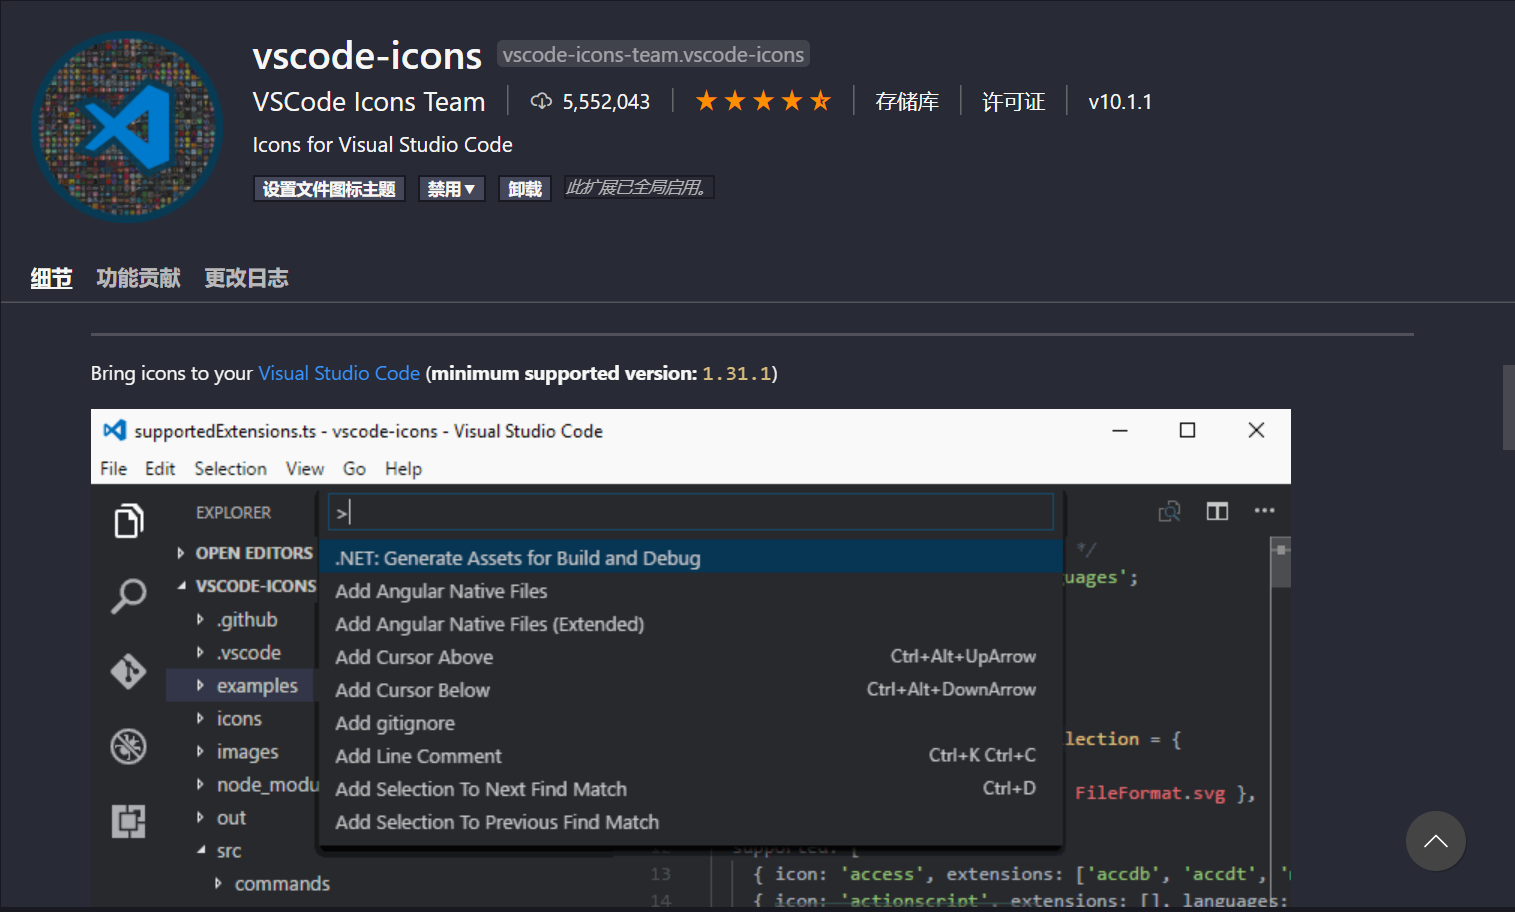 vscode-icons vscode-icons-team.vscode-icons
VSCode Icons Team 5,552,043 存储库 许可证 v10.1.1
Icons for Visual Studio Code
设置文件图标主题 禁用▼ 卸载 此扩展已全局启用。
细节 功能贡献 更改日志
Bring icons to your Visual Studio Code (minimum supported version: 1.31.1)
supportedExtensions.ts - vscode-icons - Visual Studio Code
File Edit Selection View Go Help
EXPLORER
>
OPEN EDITORS
.NET: Generate Assets for Build and Debug
*/
VSCODE-ICONS
Add Angular Native Files
uages';
.github
Add Angular Native Files (Extended)
.vscode
Add Cursor Above Ctrl+Alt+UpArrow
examples
Add Cursor Below Ctrl+Alt+DownArrow
icons
Add gitignore
lection = {
images
Add Line Comment Ctrl+K Ctrl+C
node_modu
Add Selection To Next Find Match Ctrl+D
FileFormat.svg },
out
Add Selection To Previous Find Match
src
12 supported: [
13 { icon: 'access', extensions: ['accdb', 'accdt',
commands
14 { icon: 'actionscript', extensions: [], languages: